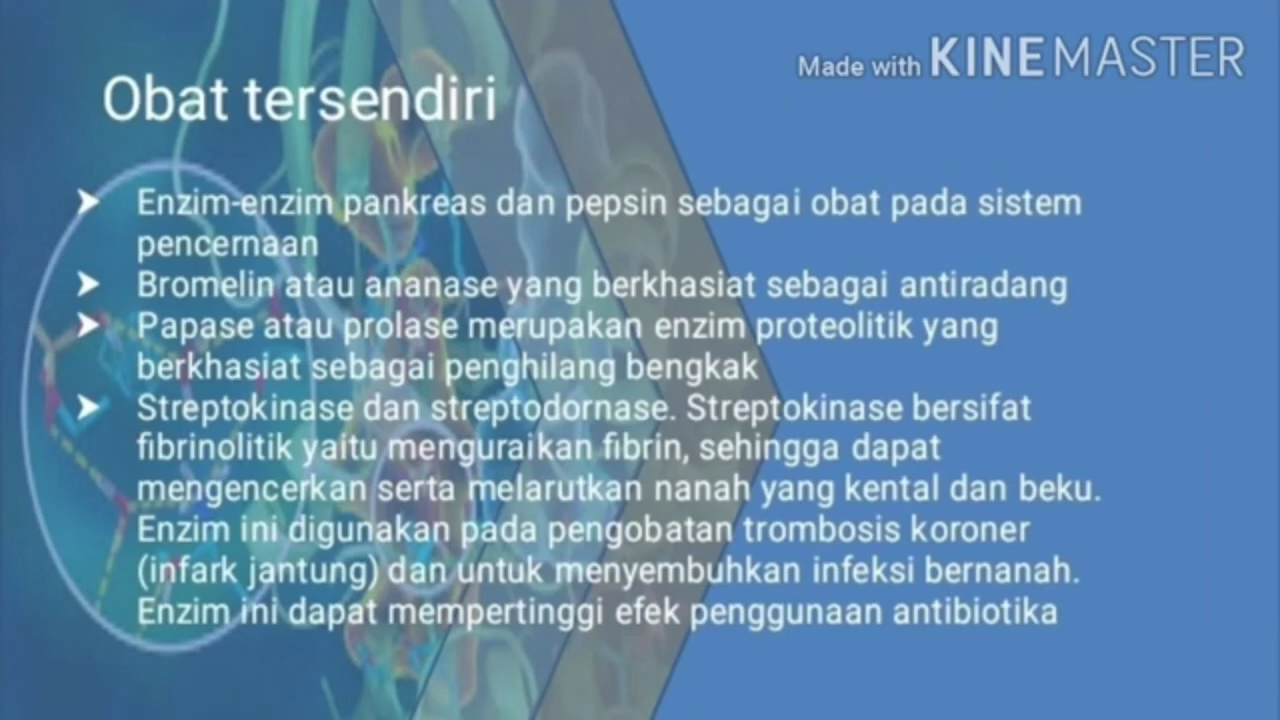 Made with KINEMASTER
Obat tersendiri
➤ Enzim-enzim pankreas dan pepsin sebagai obat pada sistem
pencernaan
➤ Bromelin atau ananase yang berkhasiat sebagai antiradang
➤ Papase atau prolase merupakan enzim proteolitik yang
berkhasiat sebagai penghilang bengkak
➤ Streptokinase dan streptodornase. Streptokinase bersifat
fibrinolitik yaitu menguraikan fibrin, sehingga dapat
mengencerkan serta melarutkan nanah yang kental dan beku.
Enzim ini digunakan pada pengobatan trombosis koroner
(infark jantung) dan untuk menyembuhkan infeksi bernanah.
Enzim ini dapat mempertinggi efek penggunaan antibiotika